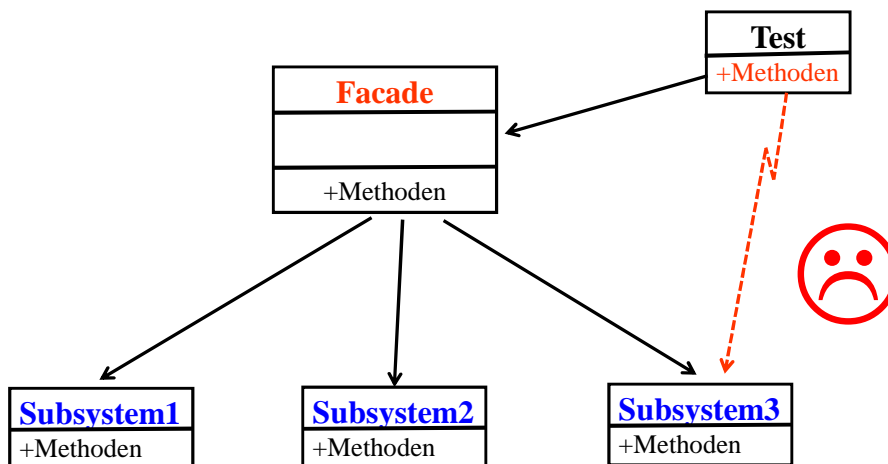 Test
+Methoden
Facade
+Methoden
Subsystem1
+Methoden
Subsystem2
+Methoden
Subsystem3
+Methoden